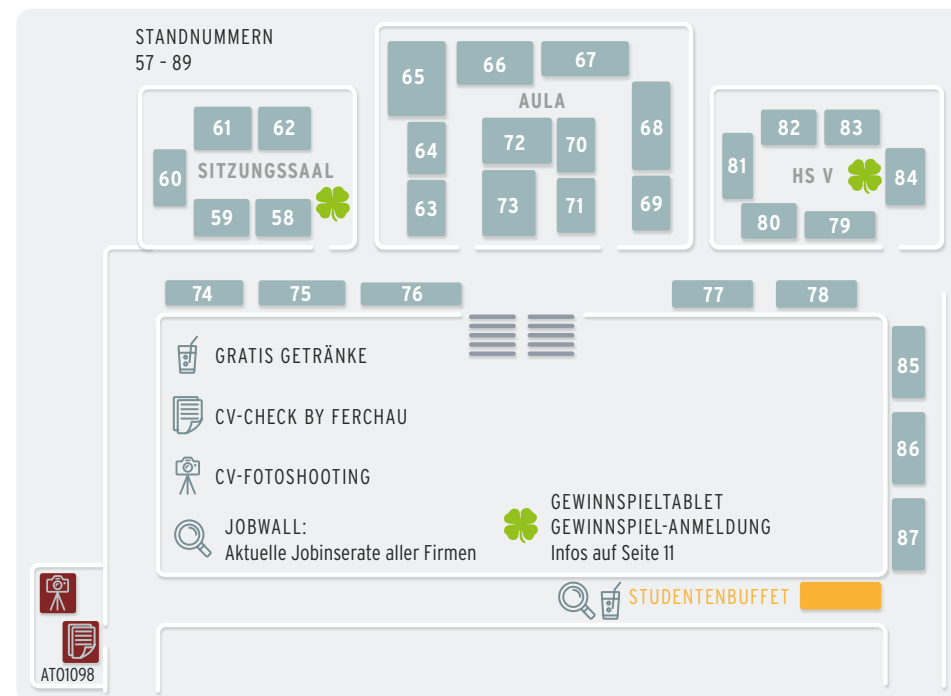 STANDNUMMERN
57 - 89
65
66
67
AULA
64
72
70
68
63
73
71
69
61
62
60
SITZUNGSSAAL
59
58
82
83
81
HS V
84
80
79
74
75
76
77
78
GRATIS GETRÄNKE
CV-CHECK BY FERCHAU
CV-FOTOSHOOTING
JOBWALL:
Aktuelle Jobinserate aller Firmen
GEWINNSPIELTABLET
GEWINNSPIEL-ANMELDUNG
Infos auf Seite 11
85
86
87
STUDENTENBUFFET
AT01098